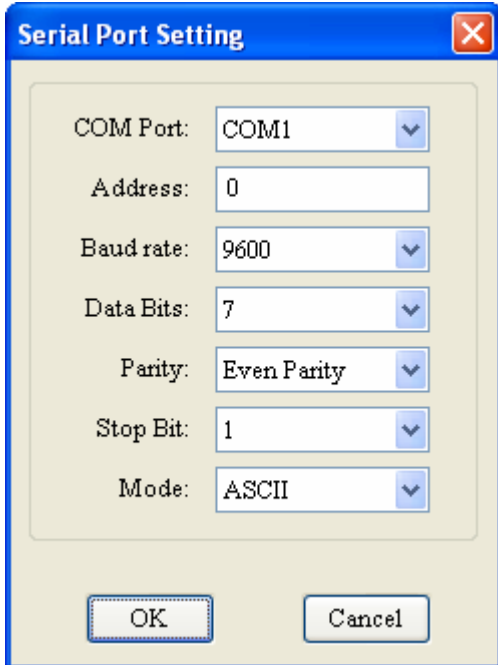 Serial Port Setting
COM Port: COM1
Address: 0
Baud rate: 9600
Data Bits: 7
Parity: Even Parity
Stop Bit: 1
Mode: ASCII
OK Cancel